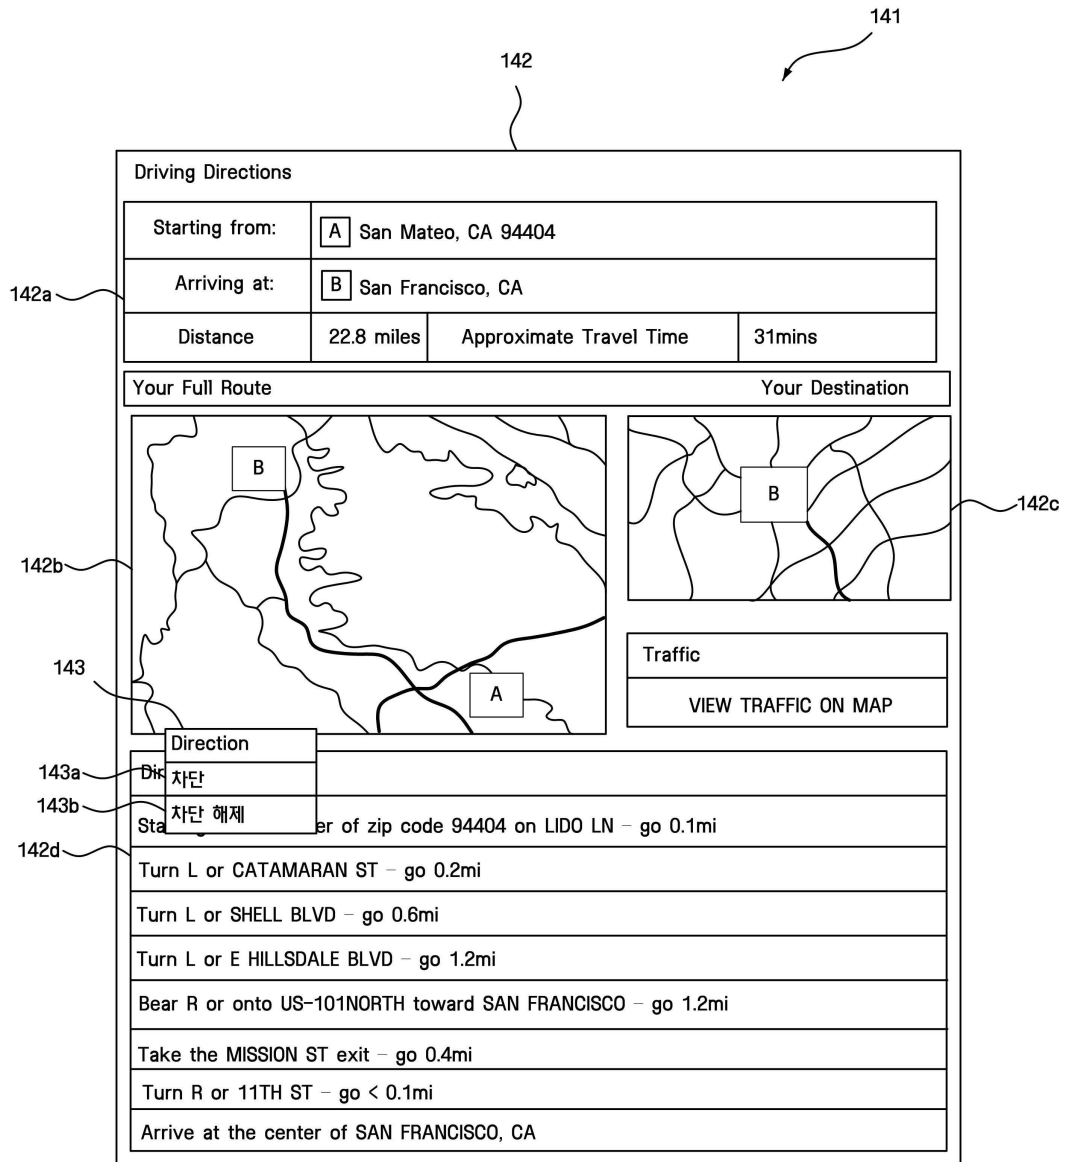 141
142
Driving Directions
Starting from: A San Mateo, CA 94404
142a
Arriving at: B San Francisco, CA
Distance 22.8 miles Approximate Travel Time 31mins
Your Full Route Your Destination
B
B
142c
142b
143
A
Traffic
VIEW TRAFFIC ON MAP
Direction
143a
차단
143b
차단 해제
er of zip code 94404 on LIDO LN - go 0.1mi
142d
Turn L or CATAMARAN ST - go 0.2mi
Turn L or SHELL BLVD - go 0.6mi
Turn L or E HILLSDALE BLVD - go 1.2mi
Bear R or onto US-101NORTH toward SAN FRANCISCO - go 1.2mi
Take the MISSION ST exit - go 0.4mi
Turn R or 11TH ST - go < 0.1mi
Arrive at the center of SAN FRANCISCO, CA